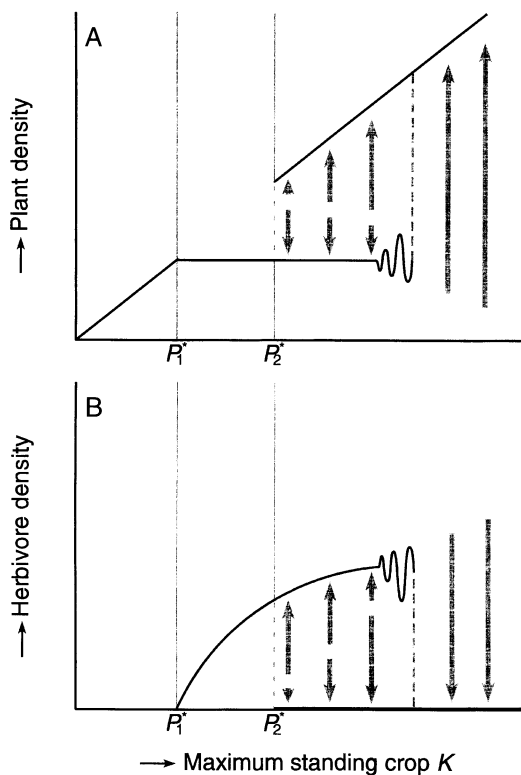 A
→ Plant density
P₁* P₂*
B
→ Herbivore density
P₁* P₂*
→ Maximum standing crop K